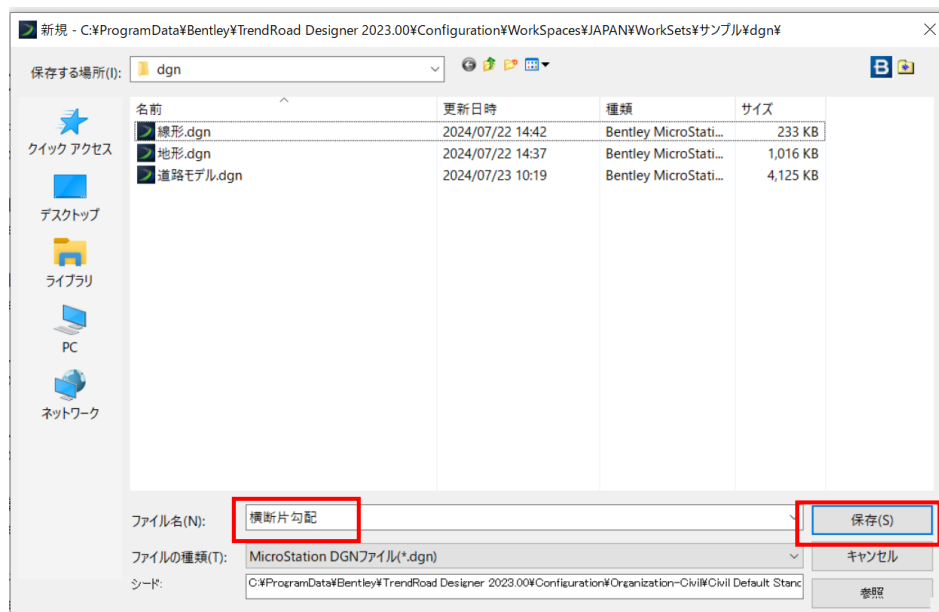 新規 - C:¥ProgramData¥Bentley¥TrendRoad Designer 2023.00¥Configuration¥WorkSpaces¥JAPAN¥WorkSets¥サンプル¥dgn¥
保存する場所(I): dgn
名前 更新日時 種類 サイズ
線形.dgn 2024/07/22 14:42 Bentley MicroStati... 233 KB
地形.dgn 2024/07/22 14:37 Bentley MicroStati... 1,016 KB
道路モデル.dgn 2024/07/23 10:19 Bentley MicroStati... 4,125 KB
クイック アクセス
デスクトップ
ライブラリ
PC
ネットワーク
ファイル名(N): 横断片勾配 保存(S)
ファイルの種類(T): MicroStation DGNファイル(*.dgn) キャンセル
シード: C:¥ProgramData¥Bentley¥TrendRoad Designer 2023.00¥Configuration¥Organization-Civil¥Civil Default Stanc 参照